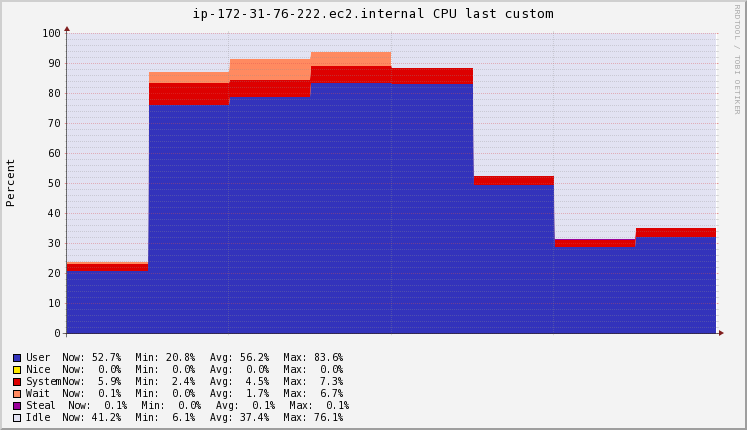 ip-172-31-76-222.ec2.internal CPU last custom
RRDTOOL / TOBI OETIKER
Percent
100
90
80
70
60
50
40
30
20
10
0
User Now: 52.7% Min: 20.8% Avg: 56.2% Max: 83.6%
Nice Now: 0.0% Min: 0.0% Avg: 0.0% Max: 0.0%
System Now: 5.9% Min: 2.4% Avg: 4.5% Max: 7.3%
Wait Now: 0.1% Min: 0.0% Avg: 1.7% Max: 6.7%
Steal Now: 0.1% Min: 0.0% Avg: 0.1% Max: 0.1%
Idle Now: 41.2% Min: 6.1% Avg: 37.4% Max: 76.1%